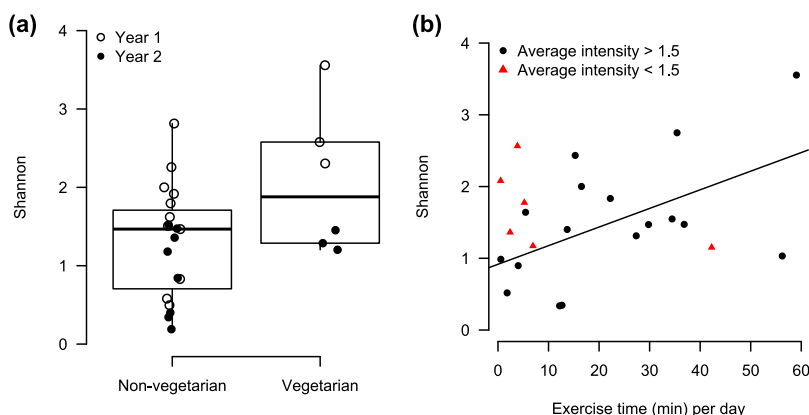 (a)
Year 1
Year 2
Shannon
4
3
2
1
0
Non-vegetarian
Vegetarian
(b)
Average intensity > 1.5
Average intensity < 1.5
Shannon
4
3
2
1
0
0 10 20 30 40 50 60
Exercise time (min) per day